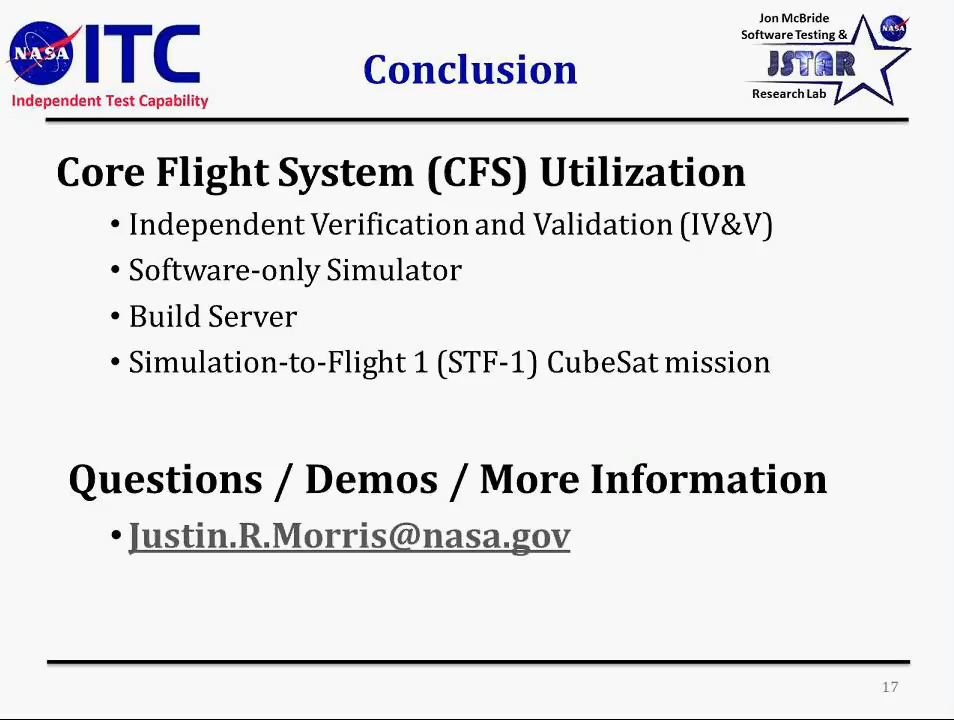 NASA ITC
Independent Test Capability
Conclusion
Jon McBride
Software Testing &
JSTAR
Research Lab
NASA
Core Flight System (CFS) Utilization
• Independent Verification and Validation (IV&V)
• Software-only Simulator
• Build Server
• Simulation-to-Flight 1 (STF-1) CubeSat mission
Questions / Demos / More Information
• Justin.R.Morris@nasa.gov
17